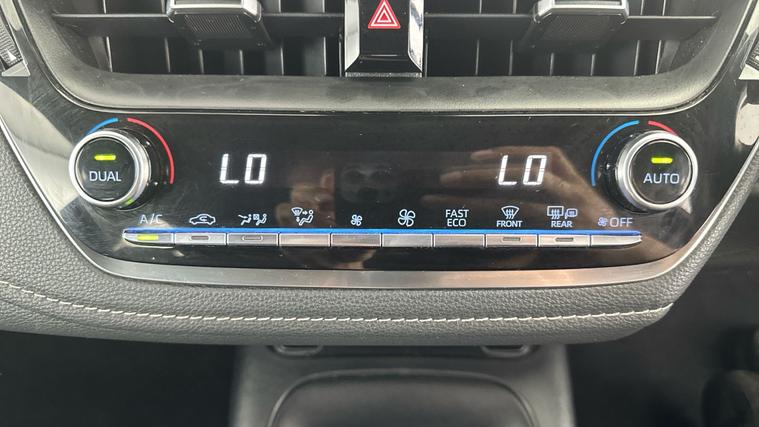 LO LO
DUAL
AUTO
A/C
FAST
ECO
FRONT
REAR
OFF